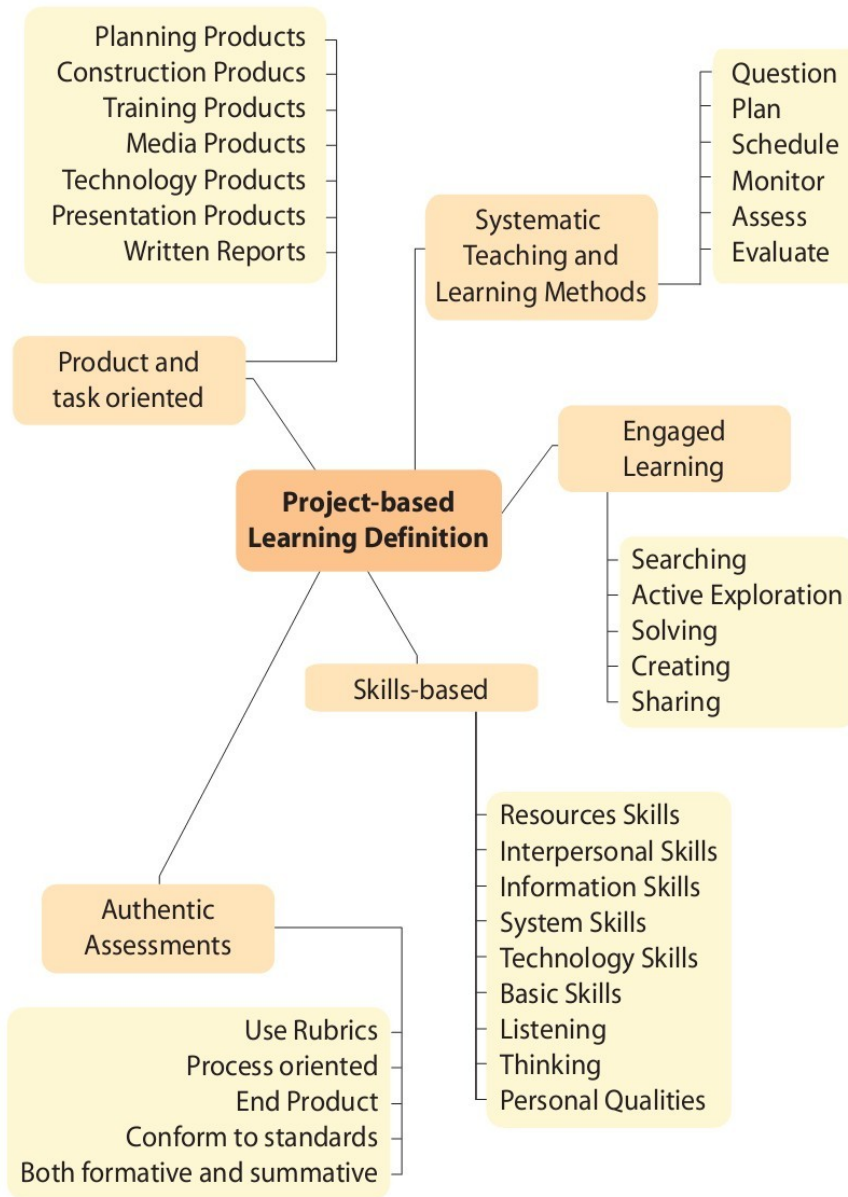 Planning Products
Construction Producs
Training Products
Media Products
Technology Products
Presentation Products
Written Reports
Product and
task oriented
Systematic
Teaching and
Learning Methods
Question
Plan
Schedule
Monitor
Assess
Evaluate
Project-based
Learning Definition
Engaged
Learning
Searching
Active Exploration
Solving
Creating
Sharing
Skills-based
Resources Skills
Interpersonal Skills
Information Skills
System Skills
Technology Skills
Basic Skills
Listening
Thinking
Personal Qualities
Authentic
Assessments
Use Rubrics
Process oriented
End Product
Conform to standards
Both formative and summative